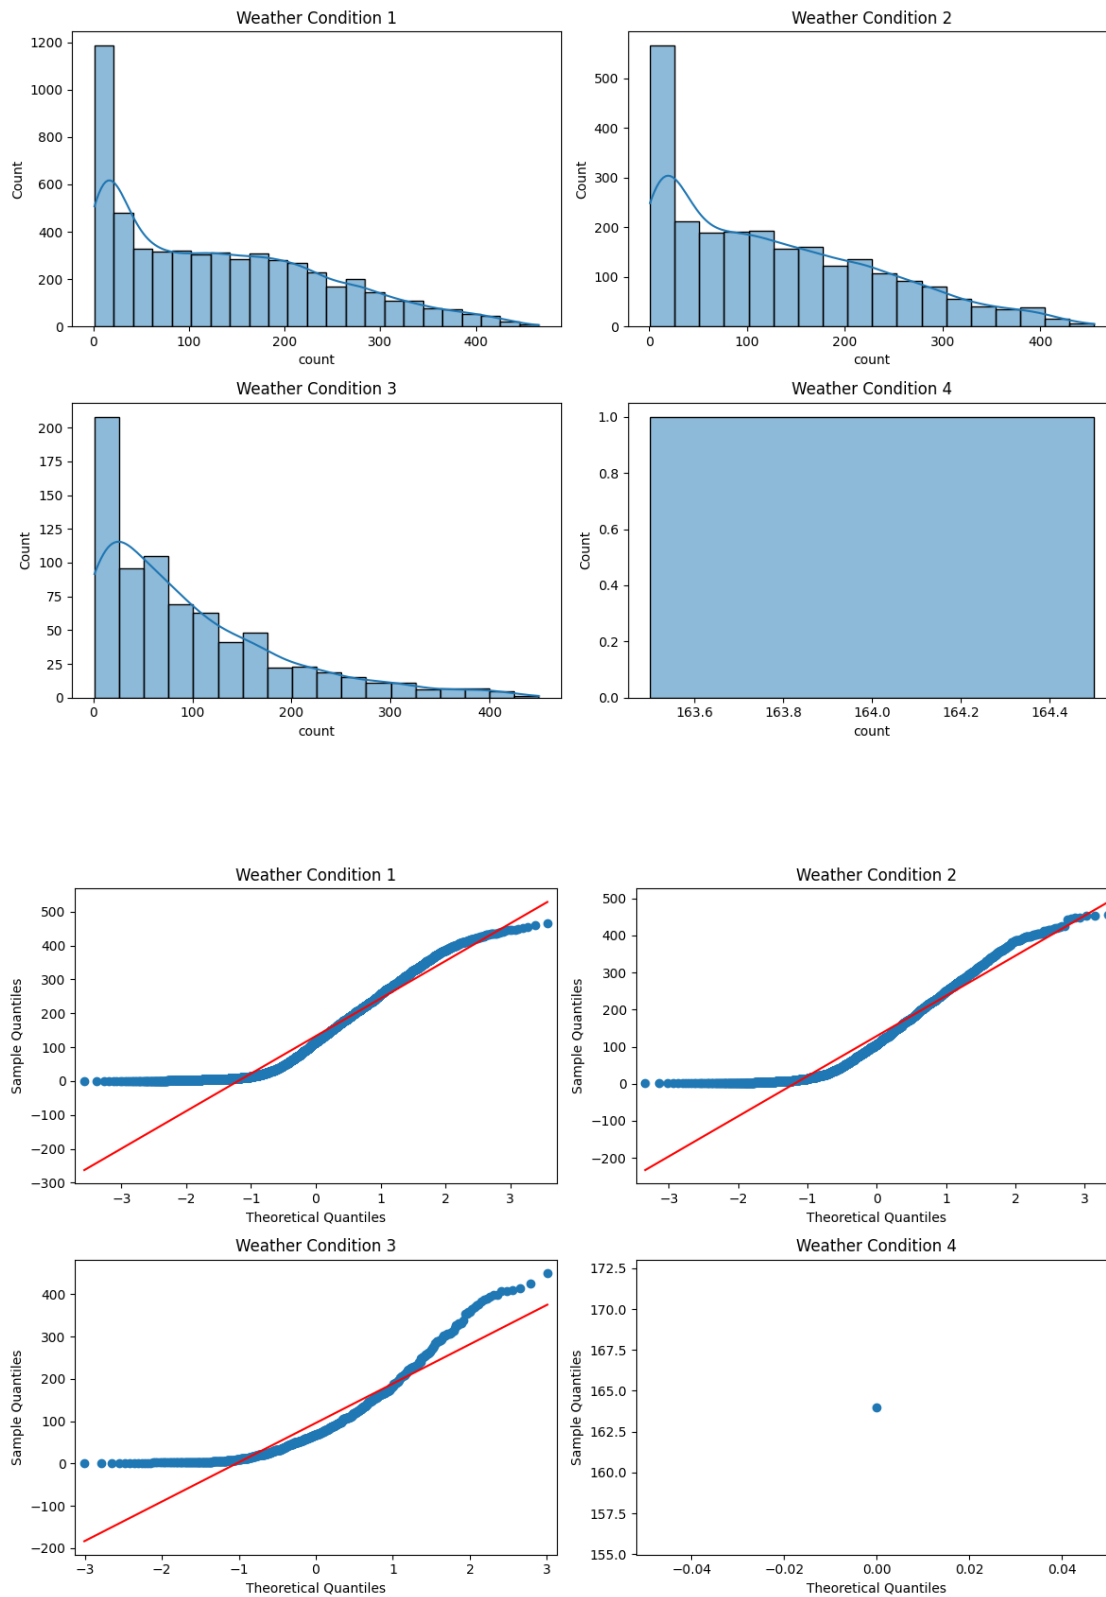 Weather Condition 1
1200
1000
800
600
400
200
0
Count
0 100 200 300 400
count
Weather Condition 2
500
400
300
200
100
0
Count
0 100 200 300 400
count
Weather Condition 3
200
175
150
125
100
75
50
25
0
Count
0 100 200 300 400
count
Weather Condition 4
1.0
0.8
0.6
0.4
0.2
0.0
Count
163.6 163.8 164.0 164.2 164.4
count
Weather Condition 1
500
400
300
200
100
0
−100
−200
−300
Sample Quantiles
−3 −2 −1 0 1 2 3
Theoretical Quantiles
Weather Condition 2
500
400
300
200
100
0
−100
−200
Sample Quantiles
−3 −2 −1 0 1 2 3
Theoretical Quantiles
Weather Condition 3
400
300
200
100
0
−100
−200
Sample Quantiles
−3 −2 −1 0 1 2 3
Theoretical Quantiles
Weather Condition 4
172.5
170.0
167.5
165.0
162.5
160.0
157.5
155.0
Sample Quantiles
−0.04 −0.02 0.00 0.02 0.04
Theoretical Quantiles